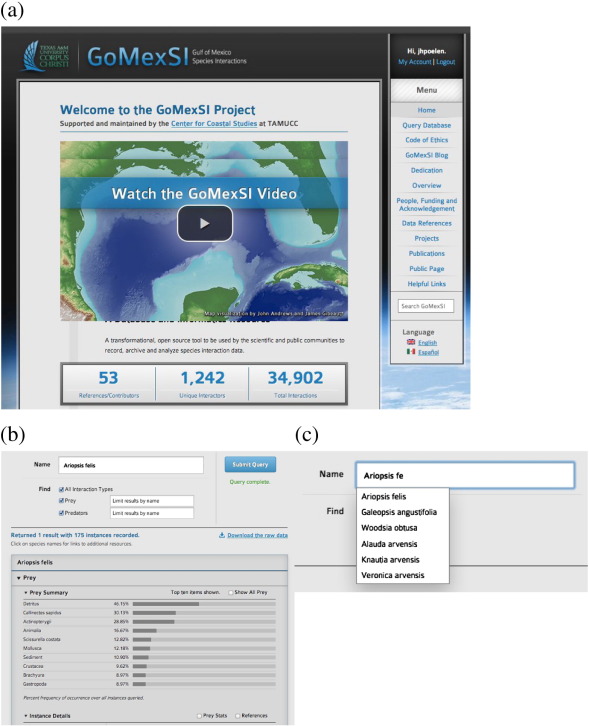 (a)
TEXAS A&M
UNIVERSITY
CORPUS
CHRISTI
GoMexSI
Gulf of Mexico
Species Interactions
Hi, jhpoelen.
My Account | Logout
Menu
Home
Query Database
Code of Ethics
GoMexSI Blog
Dedication
Overview
People, Funding and
Acknowledgement
Data References
Projects
Publications
Public Page
Helpful Links
Search GoMexSI
Language
English
Español
Welcome to the GoMexSI Project
Supported and maintained by the Center for Coastal Studies at TAMUCC
Watch the GoMexSI Video
Map visualization by John Andrews and James
A transformational, open source tool to be used by the scientific and public communities to
record, archive and analyze species interaction data.
53
References/Contributors
1,242
Unique Interactors
34,902
Total Interactions
(b)
Name
Ariopsis felis
Submit Query
Query complete.
Find
All Interaction Types
Prey
Limit results by name
Predators
Limit results by name
Returned 1 result with 175 instances recorded.
Download the raw data
Click on species names for links to additional resources.
Ariopsis felis
Prey
Prey Summary
Top ten items shown.
Show All Prey
Detritus 46.15%
Callinectes sapidus 30.13%
Actinopterygii 28.85%
Animalia 16.67%
Scissurella costata 12.82%
Mollusca 12.18%
Sediment 10.90%
Crustacea 9.62%
Brachyura 8.97%
Gastropoda 8.97%
Percent frequency of occurrence over all instances queried.
Instance Details
Prey Stats
References
(c)
Name
Ariopsis fe
Find
Ariopsis felis
Galeopsis angustifolia
Woodsia obtusa
Alauda arvensis
Knautia arvensis
Veronica arvensis